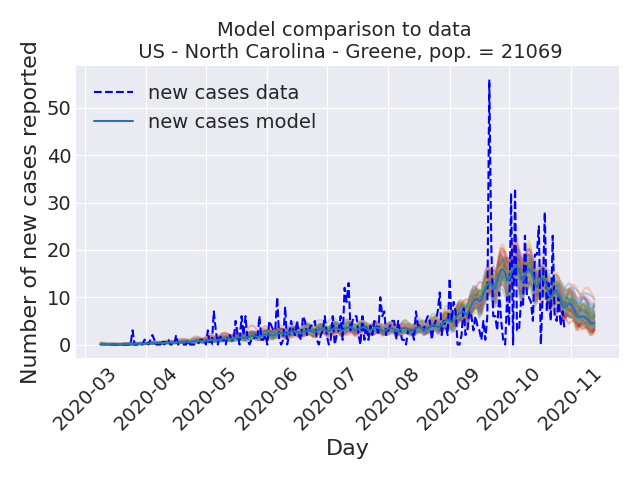 Model comparison to data
US - North Carolina - Greene, pop. = 21069
new cases data
new cases model
Number of new cases reported
50
40
30
20
10
0
2020-03
2020-04
2020-05
2020-06
2020-07
2020-08
2020-09
2020-10
2020-11
Day